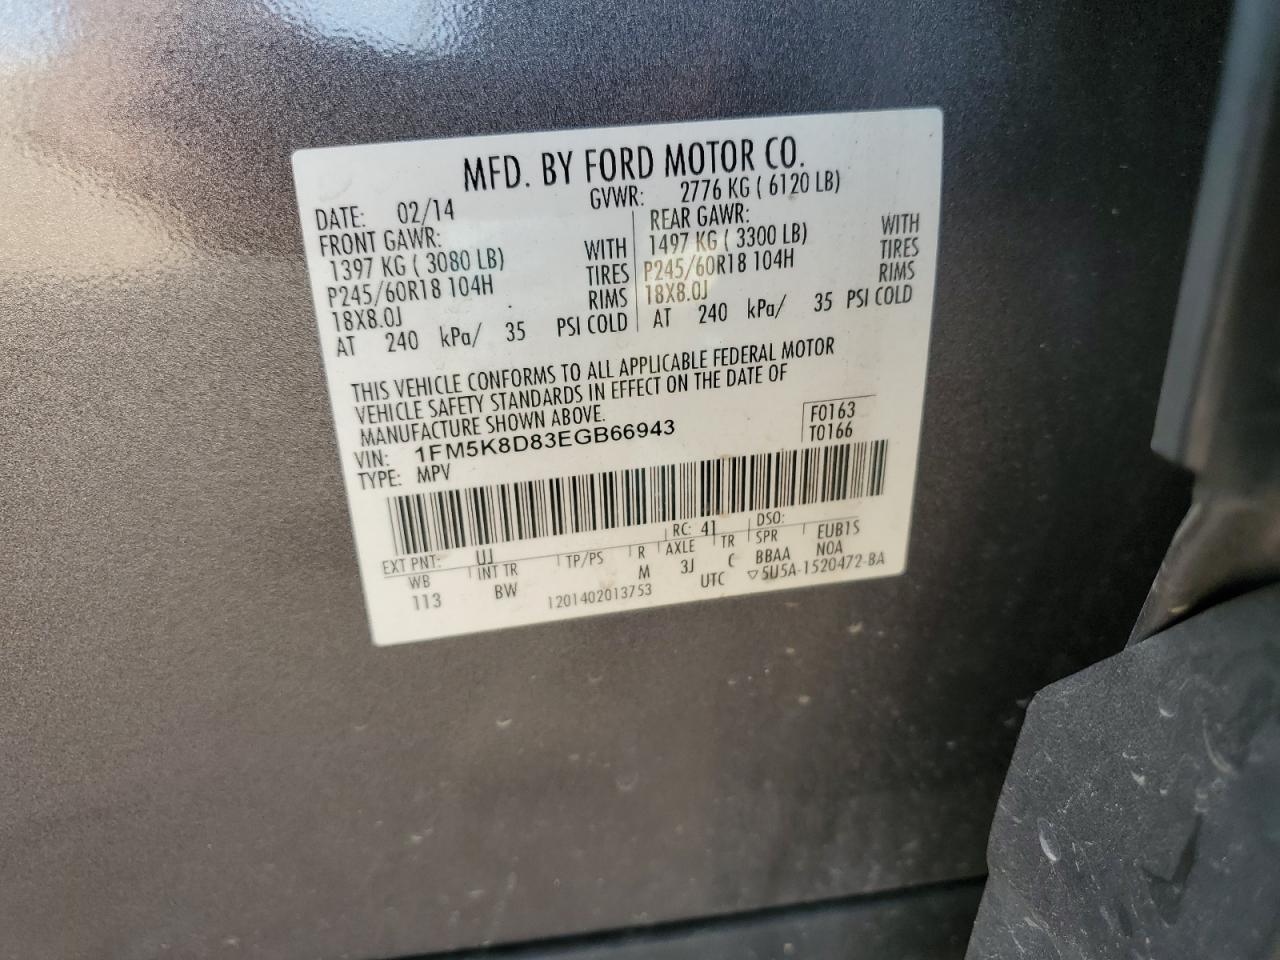 MFD. BY FORD MOTOR CO.
DATE: 02/14 GVWR: 2776 KG ( 6120 LB)
FRONT GAWR:
1397 KG ( 3080 LB) WITH
P245/60R18 104H TIRES
18X8.0J RIMS
AT 240 kPa/ 35 PSI COLD
REAR GAWR: WITH
1497 KG ( 3300 LB) TIRES
P245/60R18 104H RIMS
18X8.0J
AT 240 kPa/ 35 PSI COLD
THIS VEHICLE CONFORMS TO ALL APPLICABLE FEDERAL MOTOR
VEHICLE SAFETY STANDARDS IN EFFECT ON THE DATE OF
MANUFACTURE SHOWN ABOVE.
VIN: 1FM5K8D83EGB66943
TYPE: MPV
F0163
T0166
EXT PNT: UJ RC: 41 DSO:
WB INT TR TP/PS R AXLE TR SPR EUB1S
113 BW M 3J C BBAA NOA
1201402013753 UTC ▽5U5A-1520472-BA